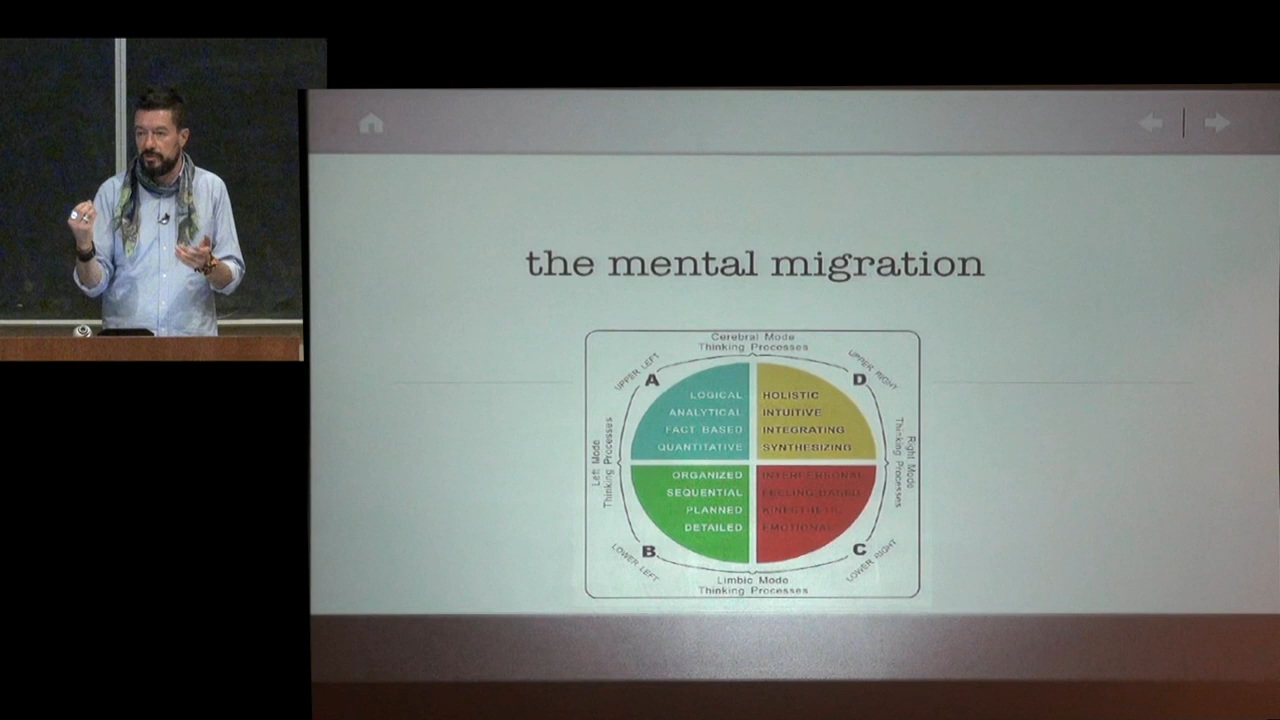 the mental migration
Cerebral Mode
Thinking Processes
UPPER LEFT
UPPER RIGHT
A
D
LOGICAL
ANALYTICAL
FACT BASED
QUANTITATIVE
HOLISTIC
INTUITIVE
INTEGRATING
SYNTHESIZING
Left Mode
Thinking Processes
Right Mode
Thinking Processes
ORGANIZED
SEQUENTIAL
PLANNED
DETAILED
INTERPERSONAL
FEELING BASED
KINESTHETIC
EMOTIONAL
B
C
LOWER LEFT
LOWER RIGHT
Limbic Mode
Thinking Processes